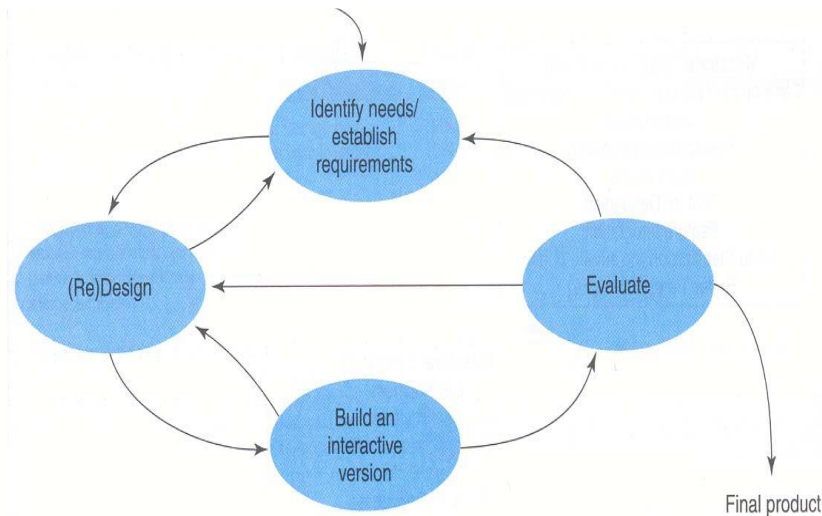 Identify needs/
establish
requirements
(Re)Design
Evaluate
Build an
interactive
version
Final product